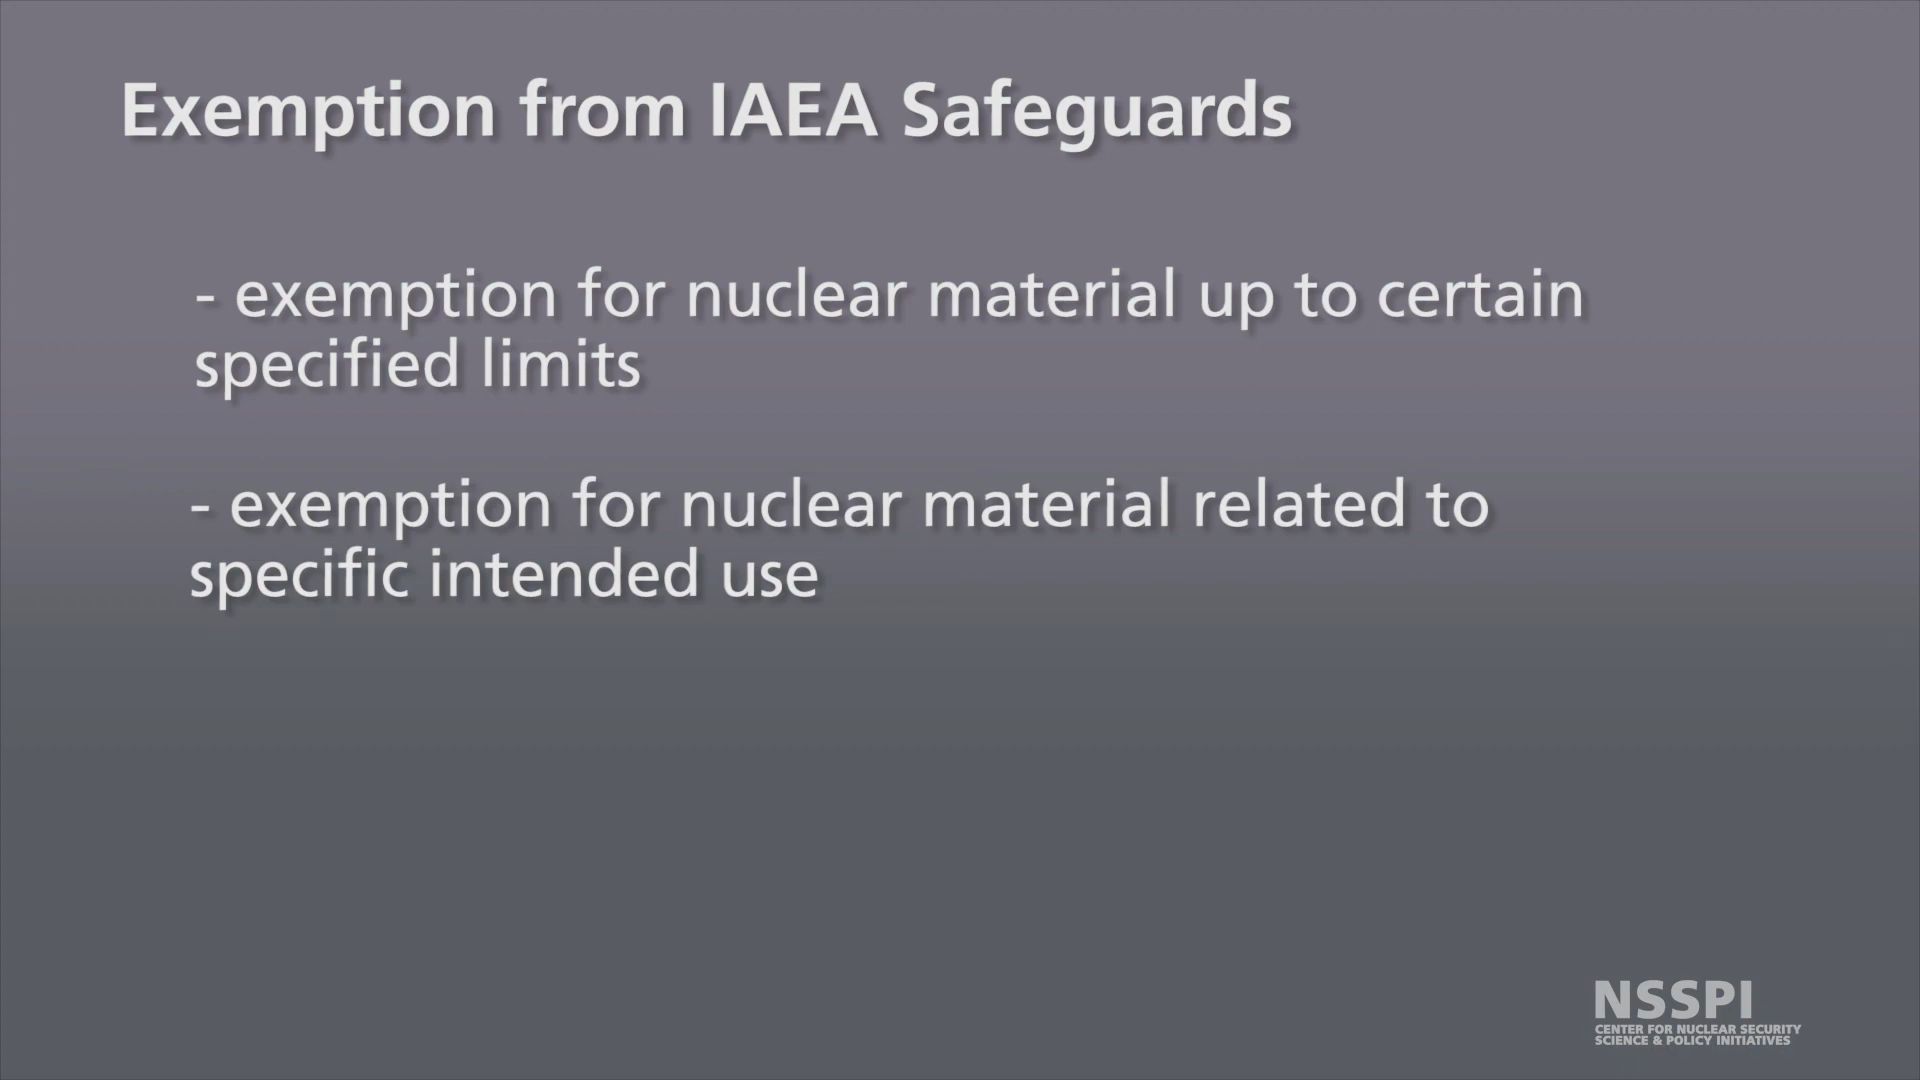 Exemption from IAEA Safeguards
- exemption for nuclear material up to certain
specified limits
- exemption for nuclear material related to
specific intended use
NSSPI
CENTER FOR NUCLEAR SECURITY
SCIENCE & POLICY INITIATIVES